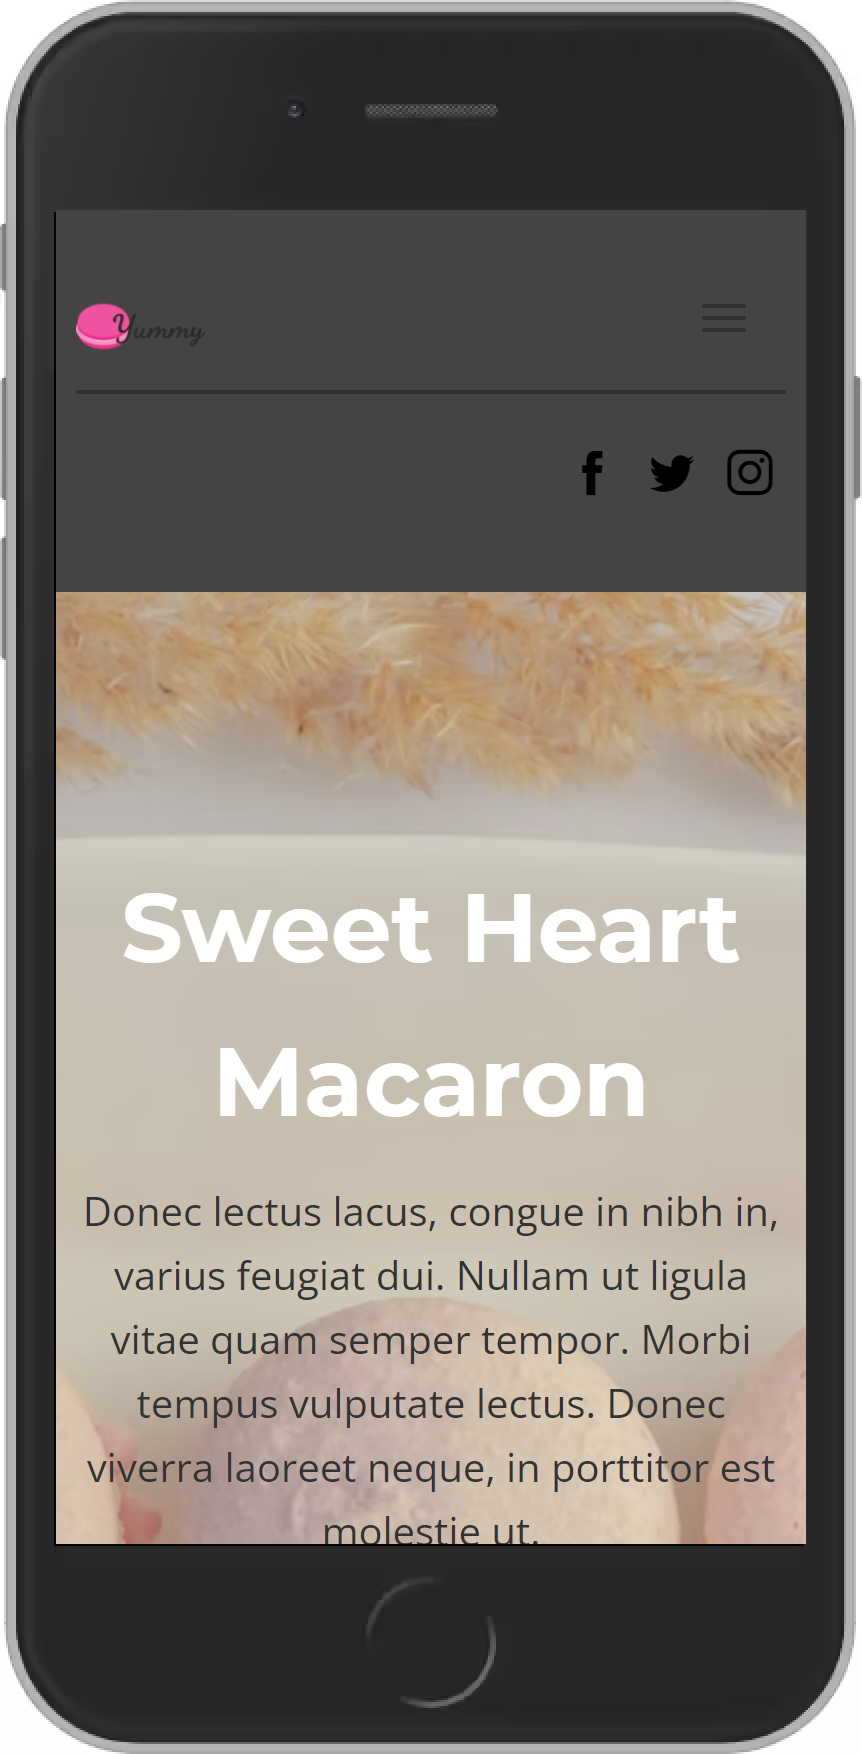 Yummy
Sweet Heart
Macaron
Donec lectus lacus, congue in nibh in,
varius feugiat dui. Nullam ut ligula
vitae quam semper tempor. Morbi
tempus vulputate lectus. Donec
viverra laoreet neque, in porttitor est
molestie ut.